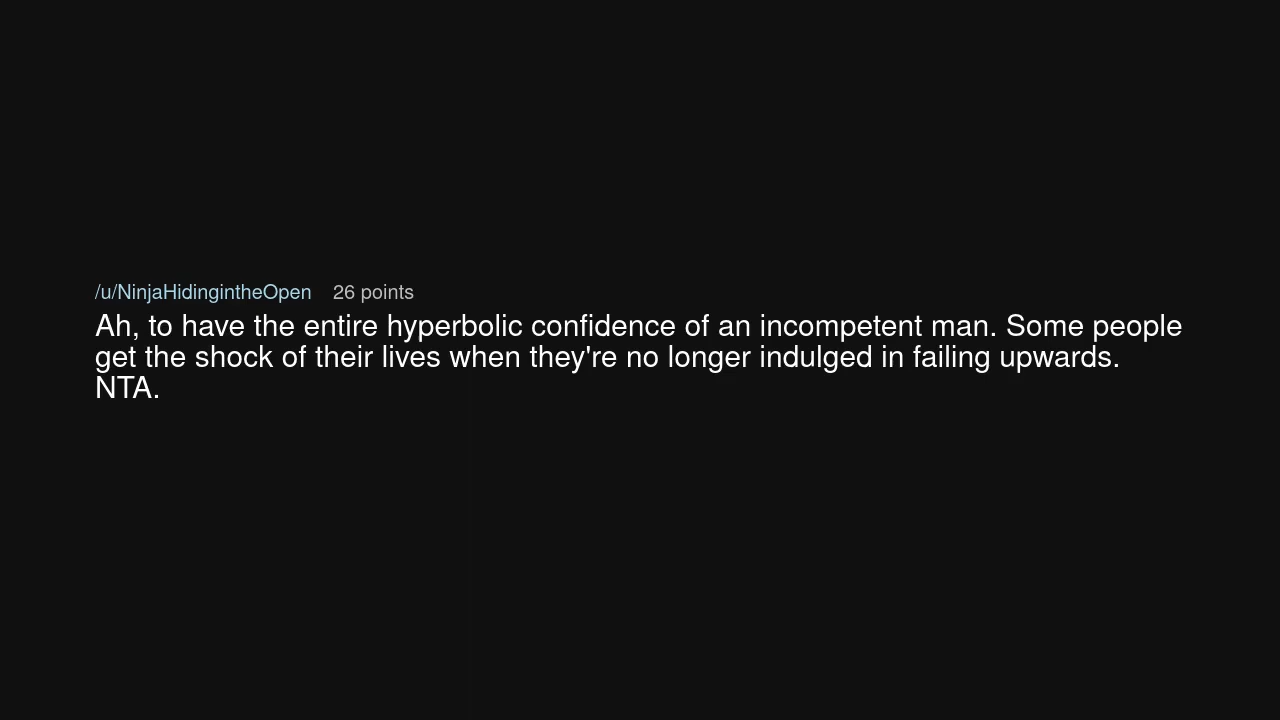 /u/NinjaHidingintheOpen 26 points
Ah, to have the entire hyperbolic confidence of an incompetent man. Some people
get the shock of their lives when they're no longer indulged in failing upwards.
NTA.